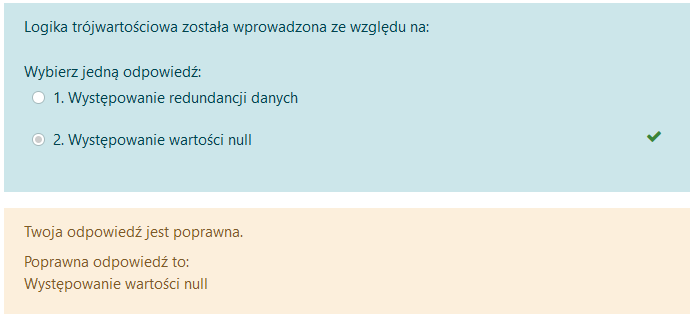 Logika trójwartościowa została wprowadzona ze względu na:
Wybierz jedną odpowiedź:
1. Występowanie redundancji danych
2. Występowanie wartości null
Twoja odpowiedź jest poprawna.
Poprawna odpowiedź to:
Występowanie wartości null